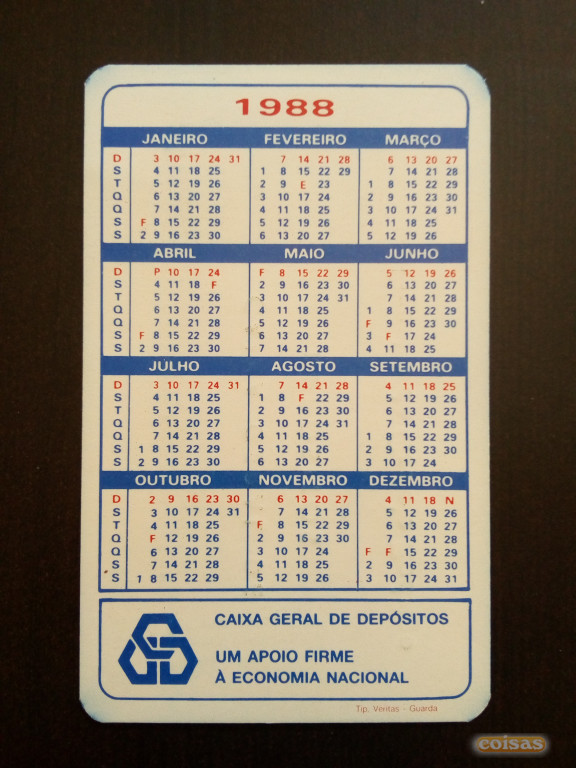 1988
JANEIRO FEVEREIRO MARÇO
D 3 10 17 24 31 7 14 21 28 6 13 20 27
S 4 11 18 25 1 8 15 22 29 7 14 21 28
T 5 12 19 26 2 9 E 23 1 8 15 22 29
Q 6 13 20 27 3 10 17 24 2 9 16 23 30
Q 7 14 21 28 4 11 18 25 3 10 17 24 31
S F 8 15 22 29 5 12 19 26 4 11 18 25
S 2 9 16 23 30 6 13 20 27 5 12 19 26
ABRIL MAIO JUNHO
D P 10 17 24 F 8 15 22 29 5 12 19 26
S 4 11 18 F 2 9 16 23 30 6 13 20 27
T 5 12 19 26 3 10 17 24 31 7 14 21 28
Q 6 13 20 27 4 11 18 25 1 8 15 22 29
Q 7 14 21 28 5 12 19 26 F 9 16 23 30
S F 8 15 22 29 6 13 20 27 3 F 17 24
S 2 9 16 23 30 7 14 21 28 4 11 18 25
JULHO AGOSTO SETEMBRO
D 3 10 17 24 31 7 14 21 28 4 11 18 25
S 4 11 18 25 1 8 F 22 29 5 12 19 26
T 5 12 19 26 2 9 16 23 30 6 13 20 27
Q 6 13 20 27 3 10 17 24 31 7 14 21 28
Q 7 14 21 28 4 11 18 25 1 8 15 22 29
S 1 8 15 22 29 5 12 19 26 2 9 16 23 30
S 2 9 16 23 30 6 13 20 27 3 10 17 24
OUTUBRO NOVEMBRO DEZEMBRO
D 2 9 16 23 30 6 13 20 27 4 11 18 N
S 3 10 17 24 31 7 14 21 28 5 12 19 26
T 4 11 18 25 F 8 15 22 29 6 13 20 27
Q F 12 19 26 2 9 16 23 30 7 14 21 28
Q 6 13 20 27 3 10 17 24 F F 15 22 29
S 7 14 21 28 4 11 18 25 2 9 16 23 30
S 1 8 15 22 29 5 12 19 26 3 10 17 24 31
CAIXA GERAL DE DEPÓSITOS
UM APOIO FIRME
À ECONOMIA NACIONAL
Tip. Veritas - Guarda
coisas